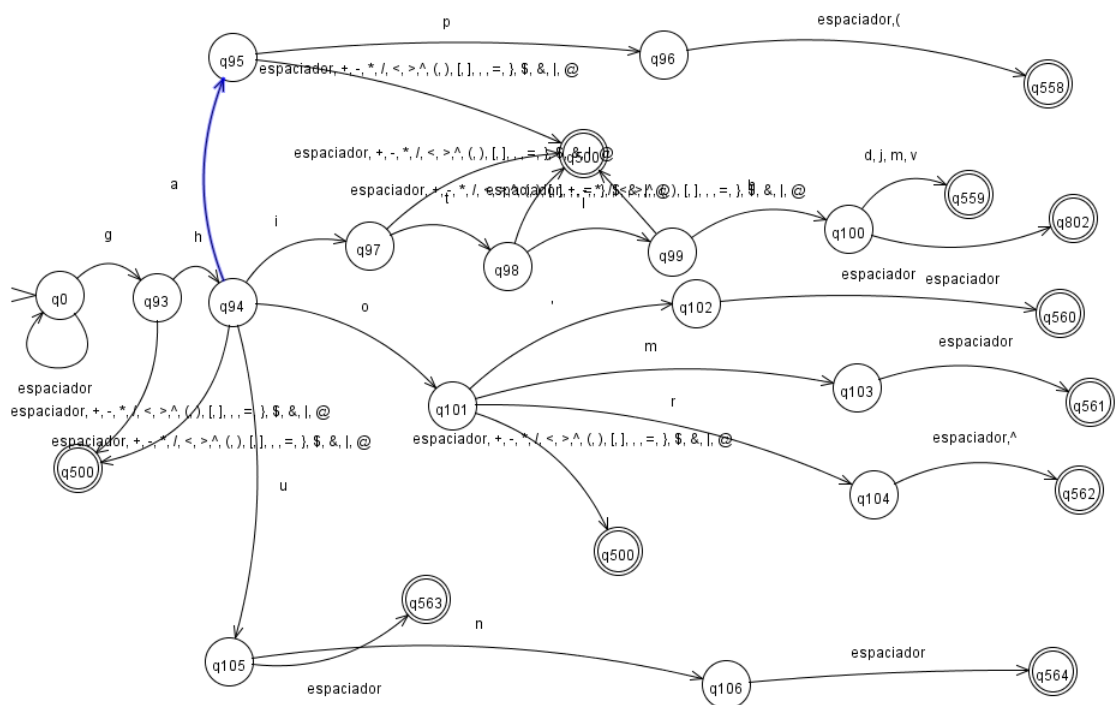 p
espaciador,(
q95
q96
espaciador, +, -, *, /, <, >,^, (, ), [, ], , , =, }, $, &, |, @
q558
espaciador, +, -, *, /, <, >,^, (, ), [, ], , , =, }, $, &, |, @
q500
d, j, m, v
a
espaciador, +, -, *, /,
q559
t
l
g
h
i
q97
q98
q99
q100
q802
espaciador
espaciador
q0
q93
q94
o
'
q102
q560
m
espaciador
espaciador
q103
q561
espaciador, +, -, *, /, <, >,^, (, ), [, ], , , =, }, $, &, |, @
q101
r
espaciador, +, -, *, /, <, >,^, (, ), [, ], , , =, }, $, &, |, @
espaciador, +, -, *, /, <, >,^, (, ), [, ], , , =, }, $, &, |, @
espaciador,^
q500
u
q104
q562
q500
q563
n
espaciador
q105
q106
q564
espaciador